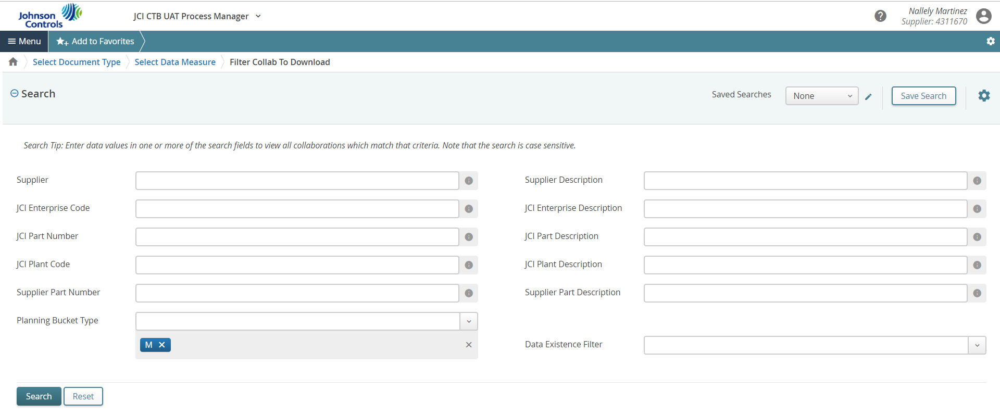 Johnson
Controls
JCI CTB UAT Process Manager
Nallely Martinez
Supplier: 4311670
Menu
Add to Favorites
Select Document Type
Select Data Measure
Filter Collab To Download
Search
Saved Searches
None
Save Search
Search Tip: Enter data values in one or more of the search fields to view all collaborations which match that criteria. Note that the search is case sensitive.
Supplier
Supplier Description
JCI Enterprise Code
JCI Enterprise Description
JCI Part Number
JCI Part Description
JCI Plant Code
JCI Plant Description
Supplier Part Number
Supplier Part Description
Planning Bucket Type
M
Data Existence Filter
Search
Reset